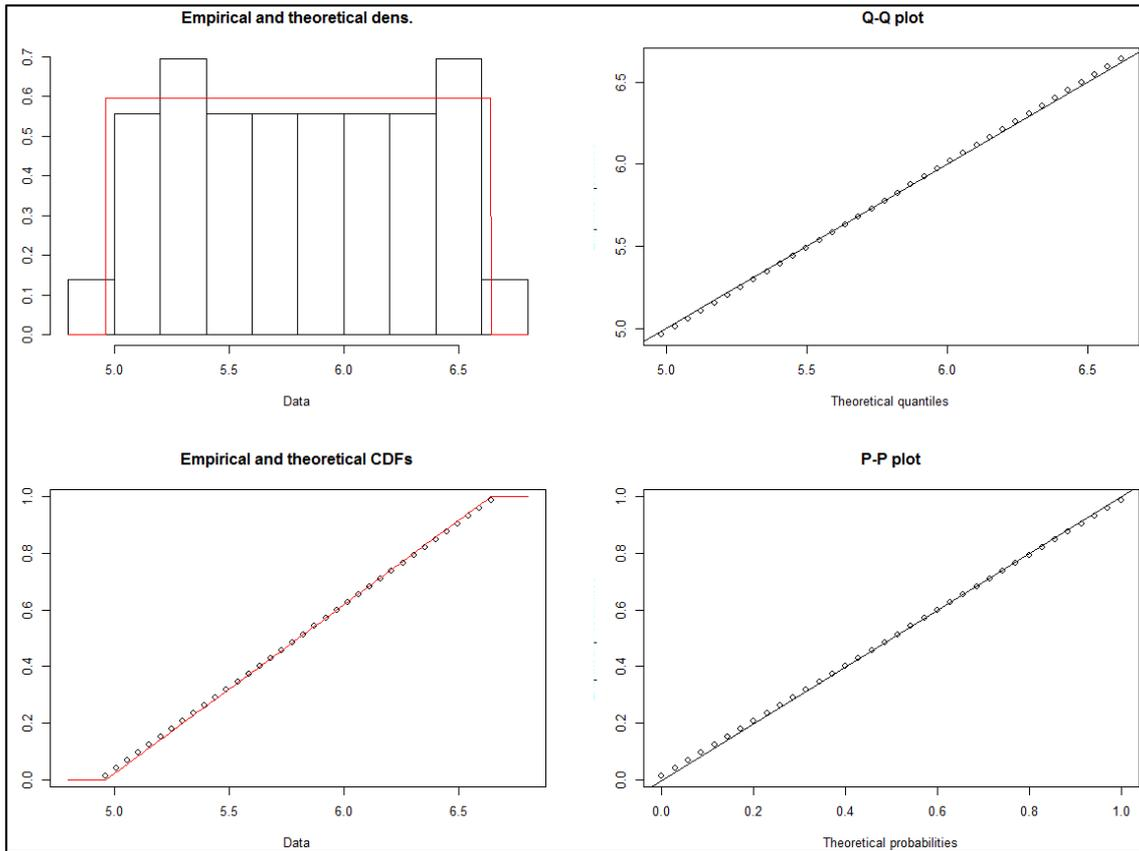 Empirical and theoretical dens.
0.7
0.6
0.5
0.4
0.3
0.2
0.1
0.0
5.0 5.5 6.0 6.5
Data
Q-Q plot
6.5
6.0
5.5
5.0
5.0 5.5 6.0 6.5
Theoretical quantiles
Empirical and theoretical CDFs
1.0
0.8
0.6
0.4
0.2
0.0
5.0 5.5 6.0 6.5
Data
P-P plot
1.0
0.8
0.6
0.4
0.2
0.0
0.0 0.2 0.4 0.6 0.8 1.0
Theoretical probabilities